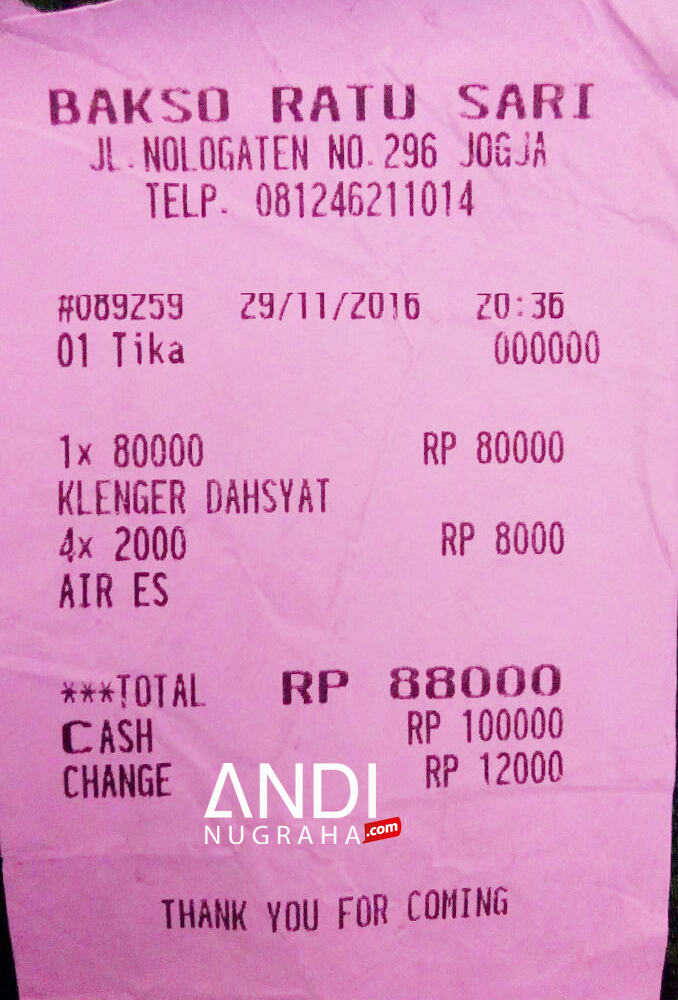 BAKSO RATU SARI
JL. NOLOGATEN NO. 296 JOGJA
TELP. 081246211014
#089259 29/11/2016 20:36
01 Tika 000000
1x 80000 RP 80000
KLENGER DAHSYAT
4x 2000 RP 8000
AIR ES
***TOTAL RP 88000
CASH RP 100000
CHANGE RP 12000
ANDI
NUGRAHA.com
THANK YOU FOR COMING